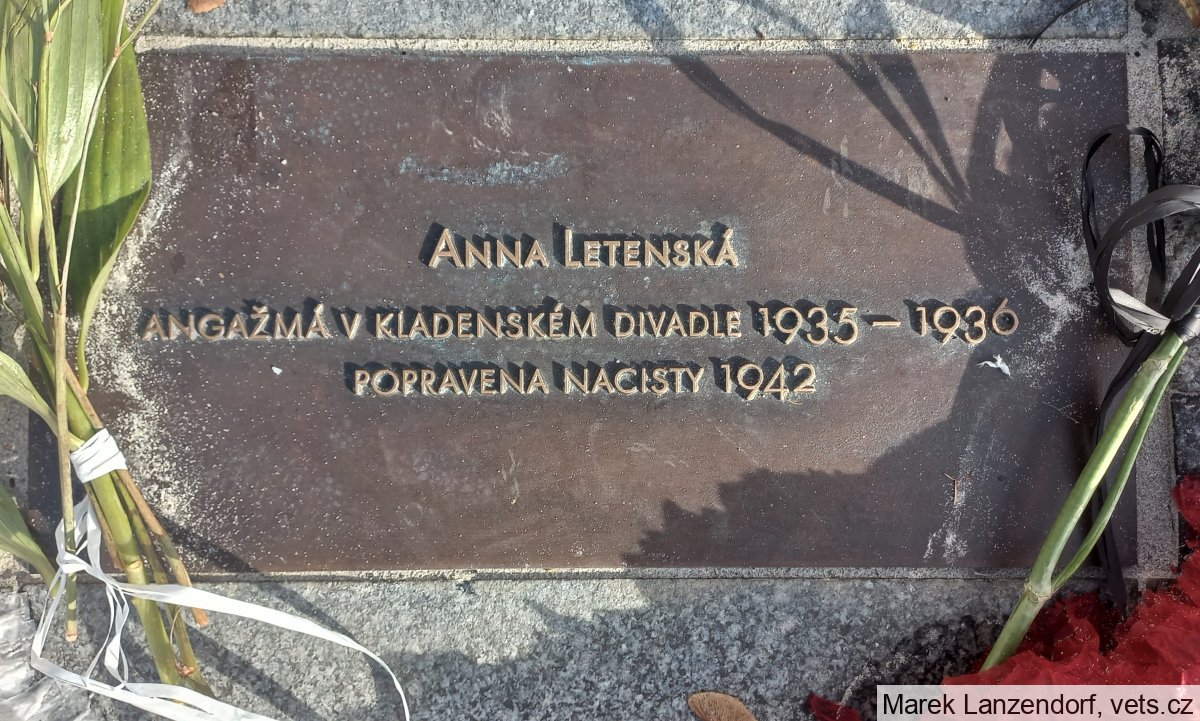 Anna Letenská
angažmá v kladenském divadle 1935 – 1936
popravena nacisty 1942
Marek Lanzendorf, vets.cz